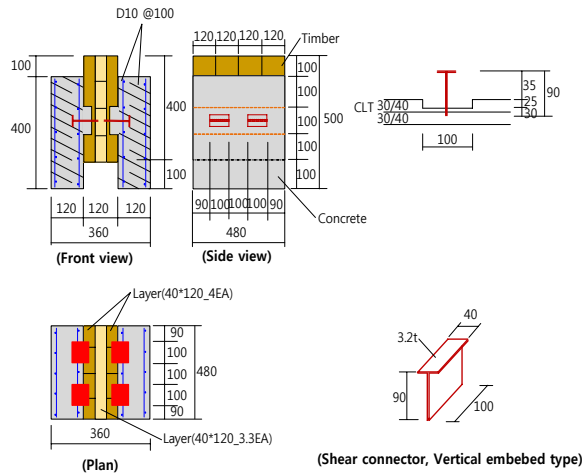 D10 @100
100
400
400
100
120 120 120
360
(Front view)
120 120 120 120
Timber
100
100
100
100
100
500
Concrete
90 100 100 100 90
480
(Side view)
CLT 30/40
30/40
35
25
30
90
100
Layer(40*120_4EA)
90
100
100
100
90
480
360
Layer(40*120_3.3EA)
(Plan)
40
3.2t
90
100
(Shear connector, Vertical embebed type)